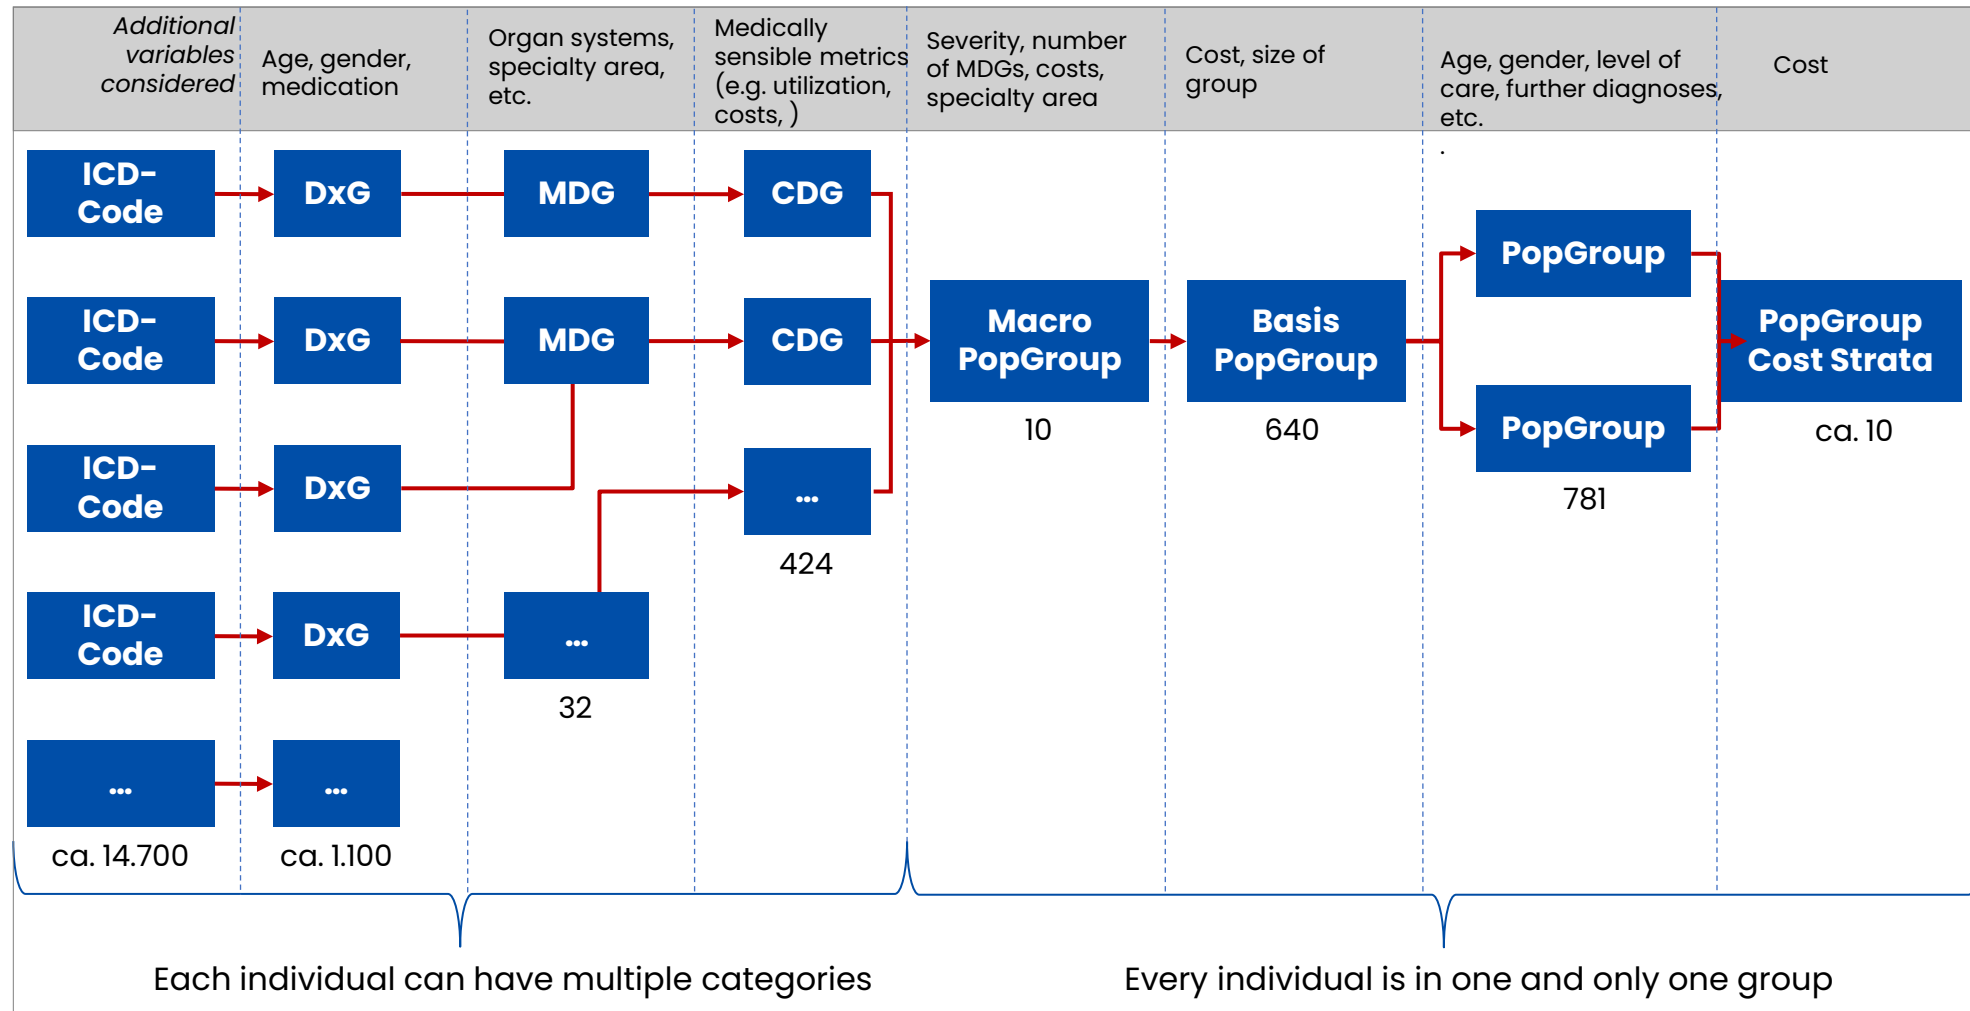 Additional
variables
considered
Age, gender,
medication
Organ systems,
specialty area,
etc.
Medically
sensible metrics
(e.g. utilization,
costs, )
Severity, number
of MDGs, costs,
specialty area
Cost, size of
group
Age, gender, level of
care, further diagnoses,
etc.
.
Cost
ICD-
Code
DxG
MDG
CDG
ICD-
Code
DxG
MDG
CDG
ICD-
Code
DxG
...
424
ICD-
Code
DxG
...
32
...
...
ca. 14.700
ca. 1.100
Macro
PopGroup
10
Basis
PopGroup
640
PopGroup
PopGroup
781
PopGroup
Cost Strata
ca. 10
Each individual can have multiple categories
Every individual is in one and only one group